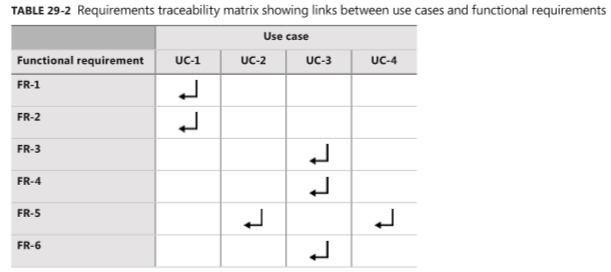 TABLE 29-2 Requirements traceability matrix showing links between use cases and functional requirements
Use case
Functional requirement UC-1 UC-2 UC-3 UC-4
FR-1
FR-2
FR-3
FR-4
FR-5
FR-6